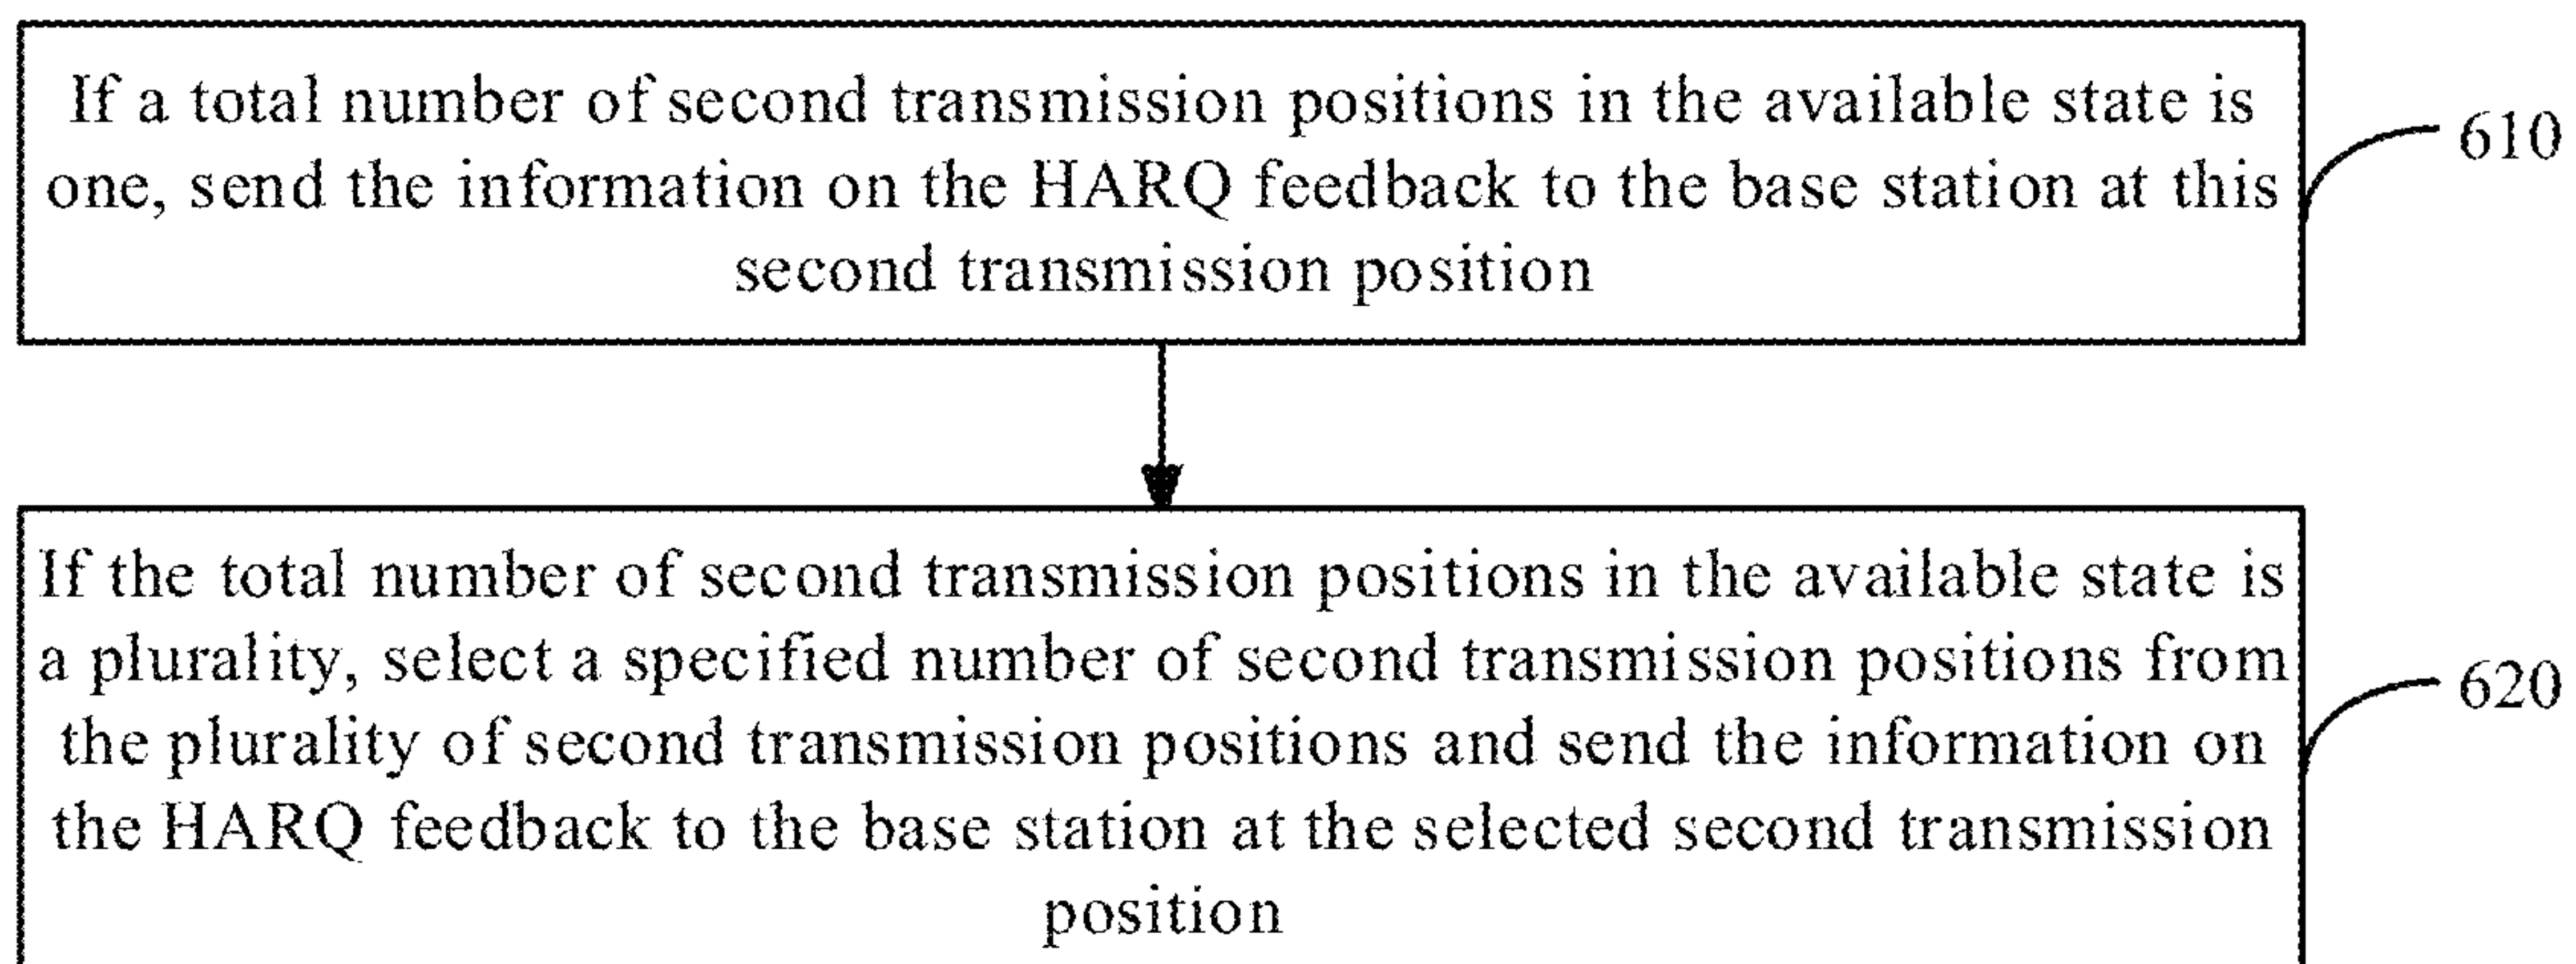 If a total number of second transmission positions in the available state is
one, send the information on the HARQ feedback to the base station at this
second transmission position
610
If the total number of second transmission positions in the available state is
a plurality, select a specified number of second transmission positions from
the plurality of second transmission positions and send the information on
the HARQ feedback to the base station at the selected second transmission
position
620